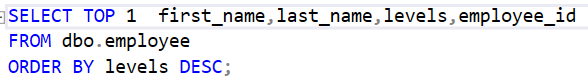 SELECT TOP 1  first_name,last_name,levels,employee_id
FROM dbo.employee
ORDER BY levels DESC;